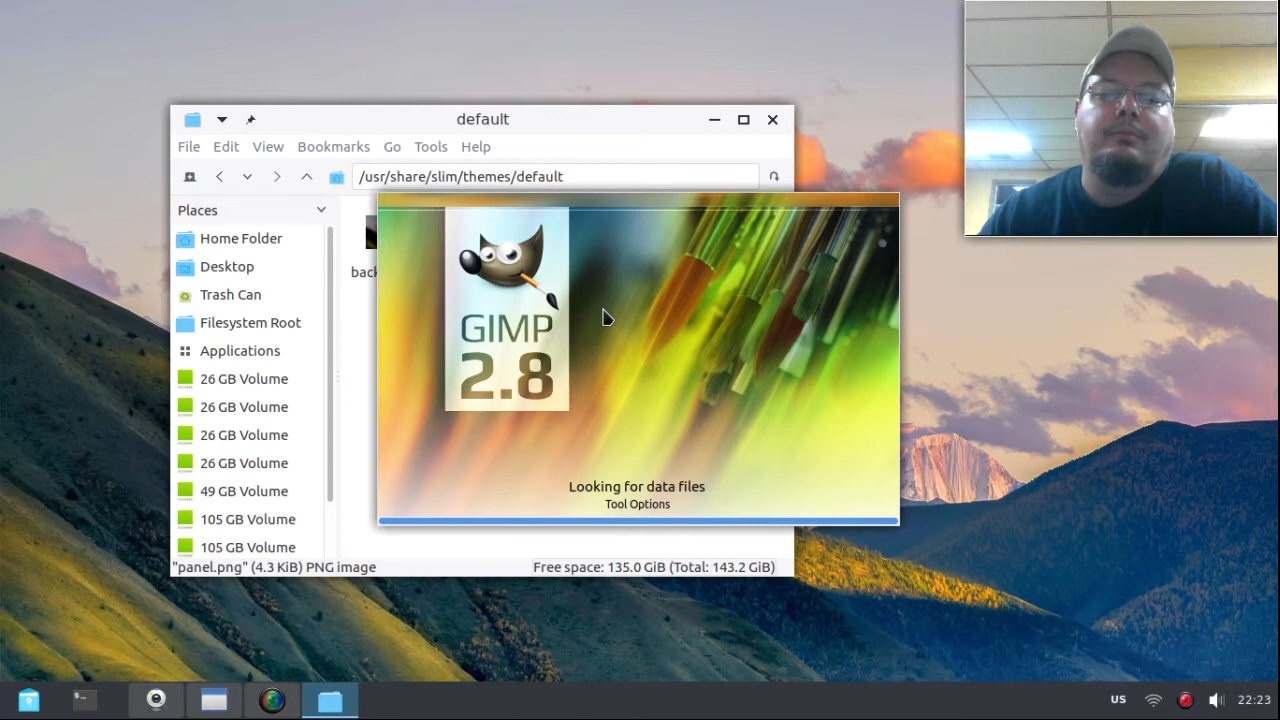 default
File Edit View Bookmarks Go Tools Help
/usr/share/slim/themes/default
Places
Home Folder
Desktop
Trash Can
Filesystem Root
Applications
26 GB Volume
26 GB Volume
26 GB Volume
26 GB Volume
49 GB Volume
105 GB Volume
105 GB Volume
back
GIMP
2.8
Looking for data files
Tool Options
"panel.png" (4.3 KiB) PNG image
Free space: 135.0 GiB (Total: 143.2 GiB)
US
22:23